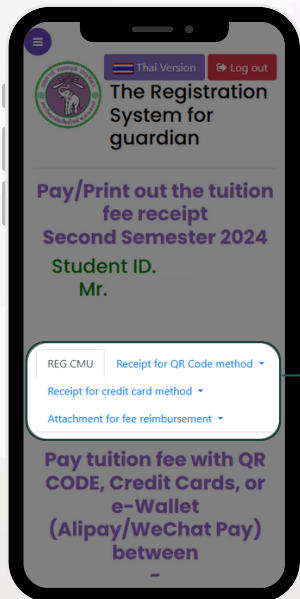 Thai Version
Log out
The Registration
System for
guardian
Pay/Print out the tuition
fee receipt
Second Semester 2024
Student ID.
Mr.
REG CMU
Receipt for QR Code method
Receipt for credit card method
Attachment for fee reimbursement
Pay tuition fee with QR
CODE, Credit Cards, or
e-Wallet
(Alipay/WeChat Pay)
between
-